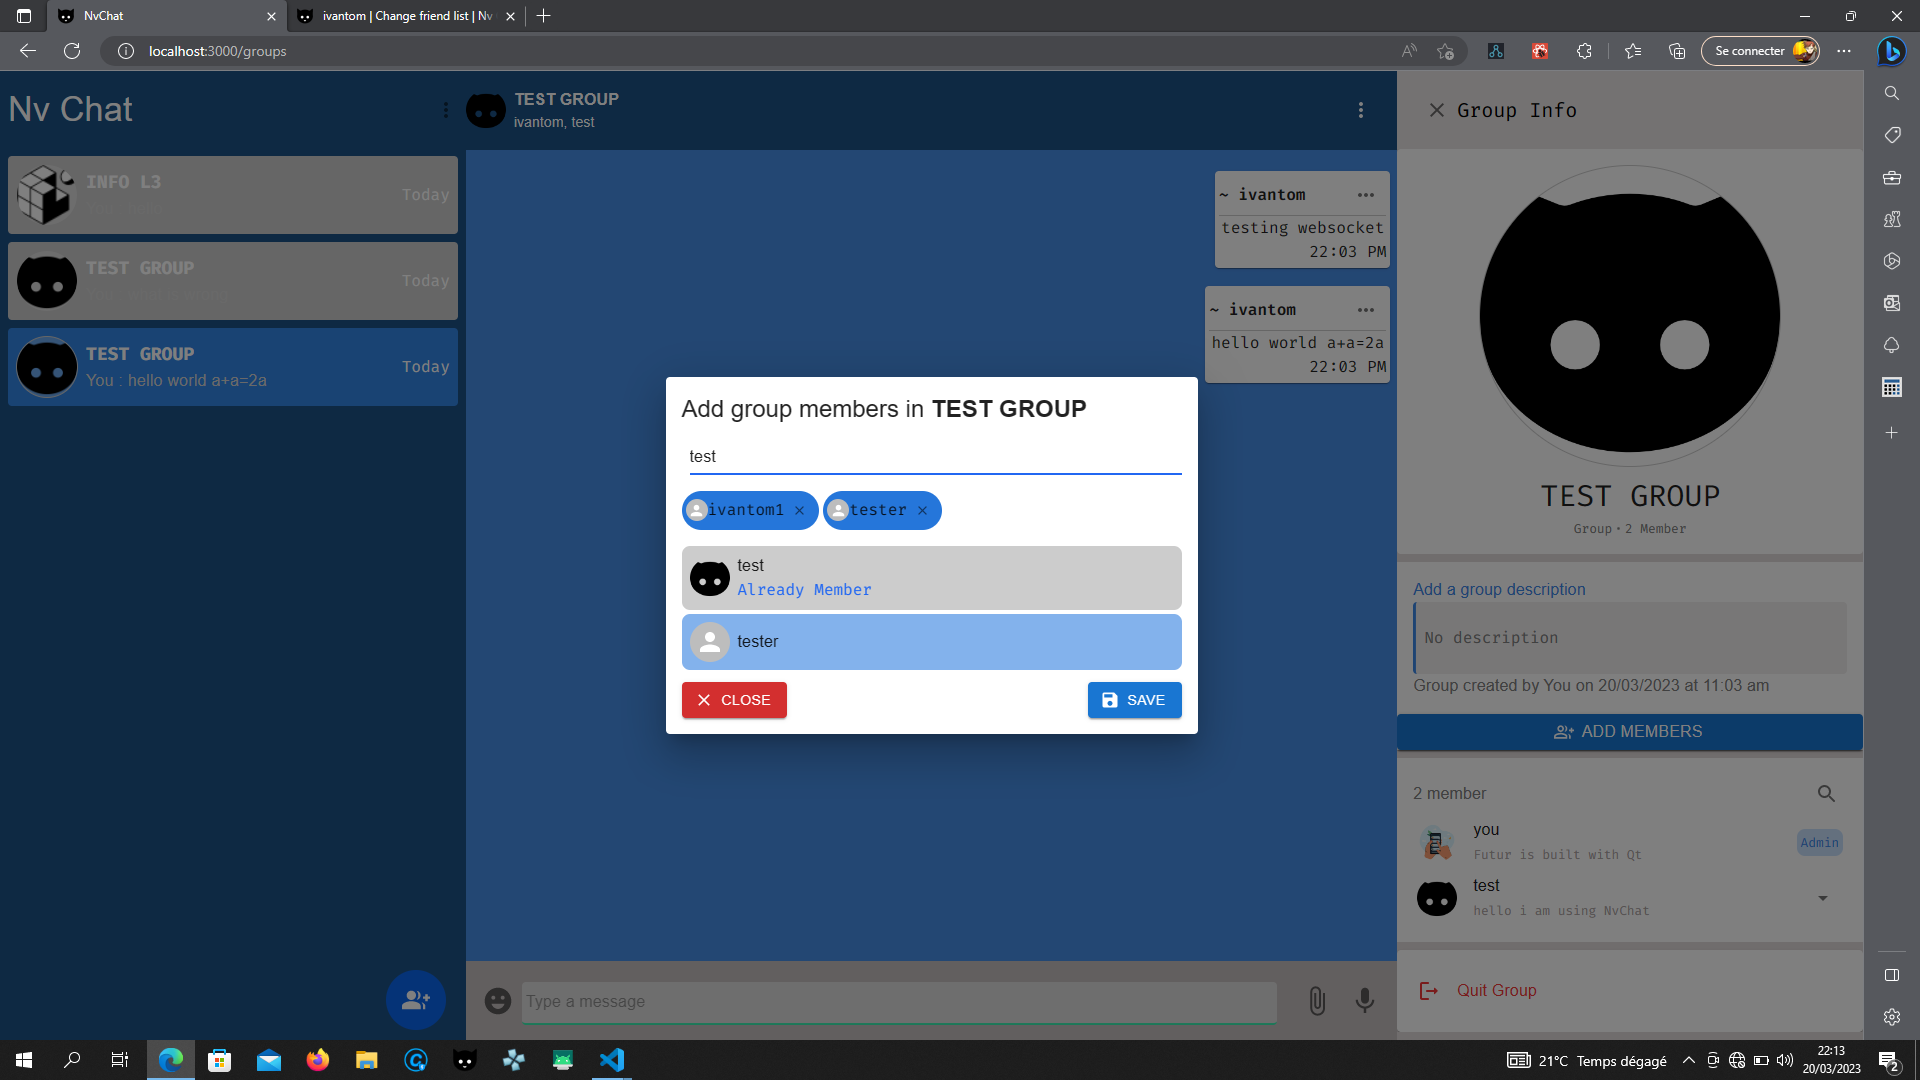 NvChat
ivantom | Change friend list | Nv
localhost:3000/groups
Se connecter
Nv Chat
INFO L3
Today
TEST GROUP
Today
TEST GROUP
You : hello world a+a=2a
Today
TEST GROUP
ivantom, test
~ ivantom
testing websocket
22:03 PM
~ ivantom
hello world a+a=2a
22:03 PM
Add group members in TEST GROUP
test
ivantom1
tester
test
Already Member
tester
CLOSE
SAVE
Type a message
Group Info
TEST GROUP
Group • 2 Member
Add a group description
No description
Group created by You on 20/03/2023 at 11:03 am
ADD MEMBERS
2 member
you
Futur is built with Qt
Admin
test
hello i am using NvChat
Quit Group
21°C Temps dégagé
22:13
20/03/2023
2